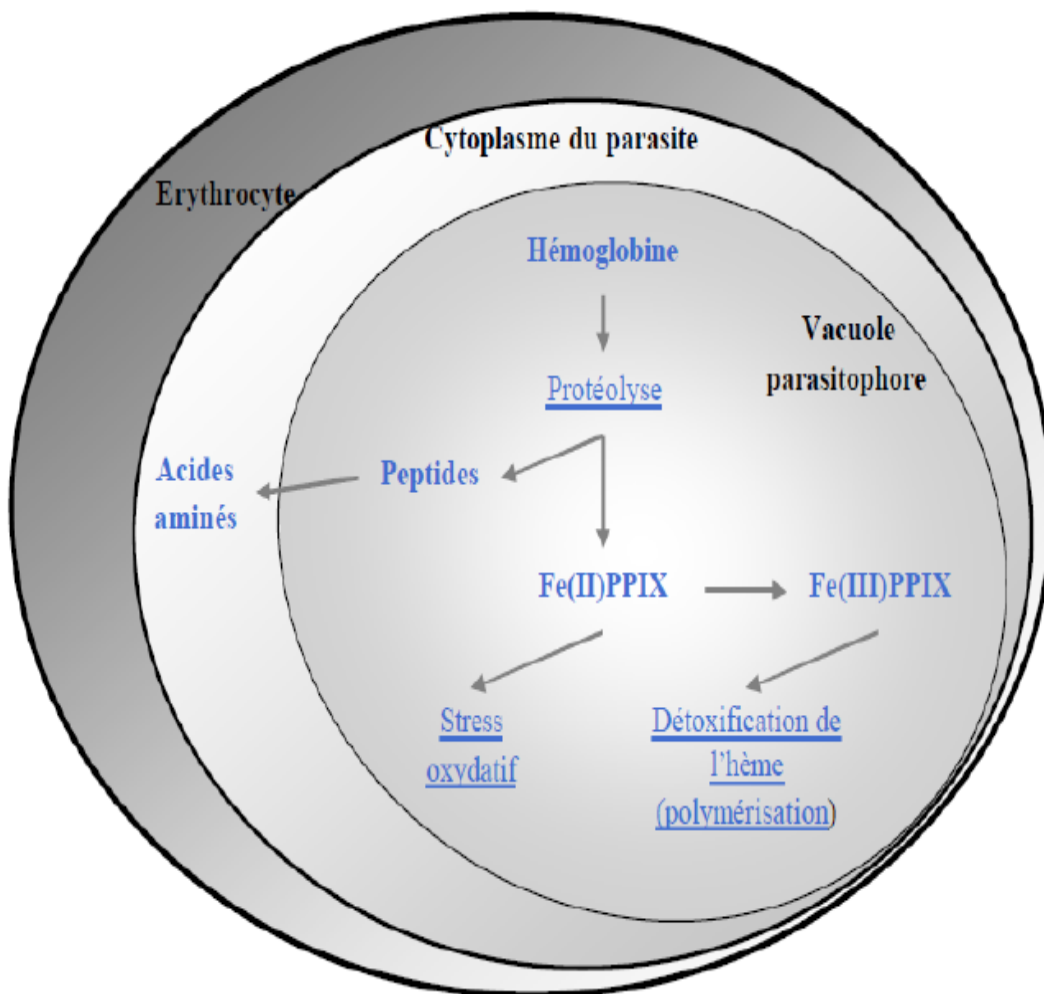 Cytoplasme du parasite
Erythrocyte
Hémoglobine
Vacuole
parasitophore
Protéolyse
Acides
aminés
Peptides
Fe(II)PPIX
Fe(III)PPIX
Stress
oxydatif
Détoxification de
l'hème
(polymérisation)